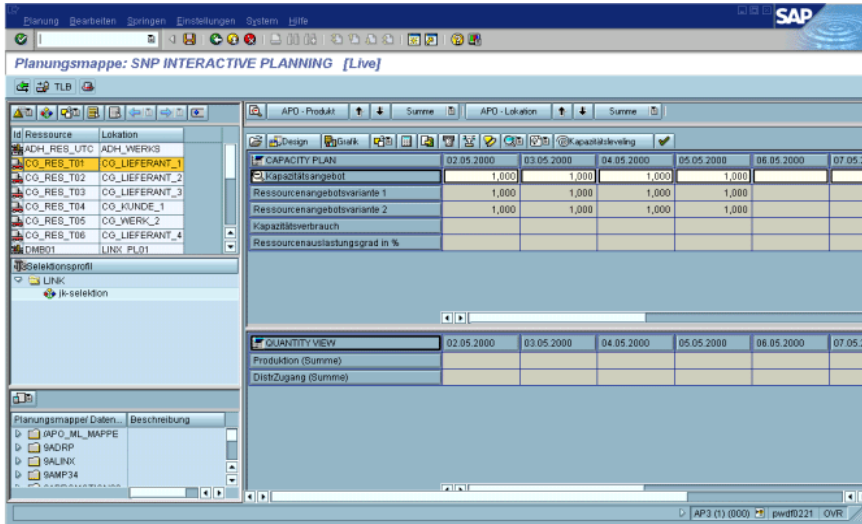 Planung Bearbeiten Springen Einstellungen System Hilfe
SAP
Planungsmappe: SNP INTERACTIVE PLANNING [Live]
TLB
APO - Produkt Summe APO - Lokation Summe
Id Ressource Lokation
ADH_RES_UTC ADH_WERKS
CG_RES_T01 CG_LIEFERANT_1
CG_RES_T02 CG_LIEFERANT_2
CG_RES_T03 CG_LIEFERANT_3
CG_RES_T04 CG_KUNDE_1
CG_RES_T05 CG_WERK_2
CG_RES_T06 CG_LIEFERANT_4
DMB01 LINX_PL01
Selektionsprofil
LINK
jk-selektion
Planungsmappe/ Daten... Beschreibung
/APO_ML_MAPPE
9ADRP
9ALINX
9AMP34
Design Grafik Kapazitätsleveling
CAPACITY PLAN 02.05.2000 03.05.2000 04.05.2000 05.05.2000 06.05.2000 07.05.
Kapazitätsangebot 1,000 1,000 1,000 1,000
Ressourcenangebotsvariante 1 1,000 1,000 1,000 1,000
Ressourcenangebotsvariante 2 1,000 1,000 1,000 1,000
Kapazitätsverbrauch
Ressourcenauslastungsgrad in %
QUANTITY VIEW 02.05.2000 03.05.2000 04.05.2000 05.05.2000 06.05.2000 07.05.
Produktion (Summe)
DistrZugang (Summe)
AP3 (1) (000) pwdf0221 OVR